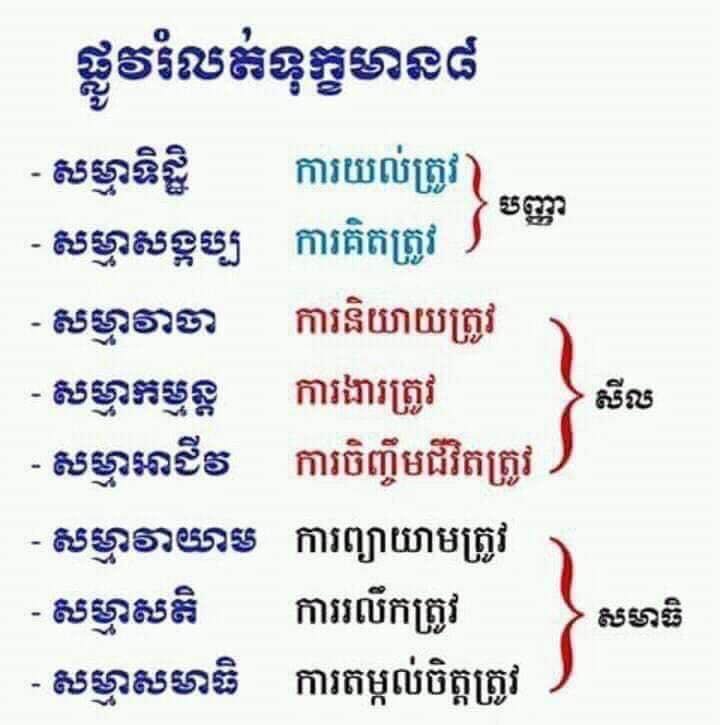 ផ្លូវរំលត់ទុក្ខមាន៨
- សម្មាទិដ្ឋិ ការយល់ត្រូវ
បញ្ញា
- សម្មាសង្កប្ប ការគិតត្រូវ
- សម្មាវាចា ការនិយាយត្រូវ
- សម្មាកម្មន្ត ការងារត្រូវ
សីល
- សម្មាអាជីវ ការចិញ្ចឹមជីវិតត្រូវ
- សម្មាវាយាម ការព្យាយាមត្រូវ
- សម្មាសតិ ការរលឹកត្រូវ
សមាធិ
- សម្មាសមាធិ ការតម្កល់ចិត្តត្រូវ